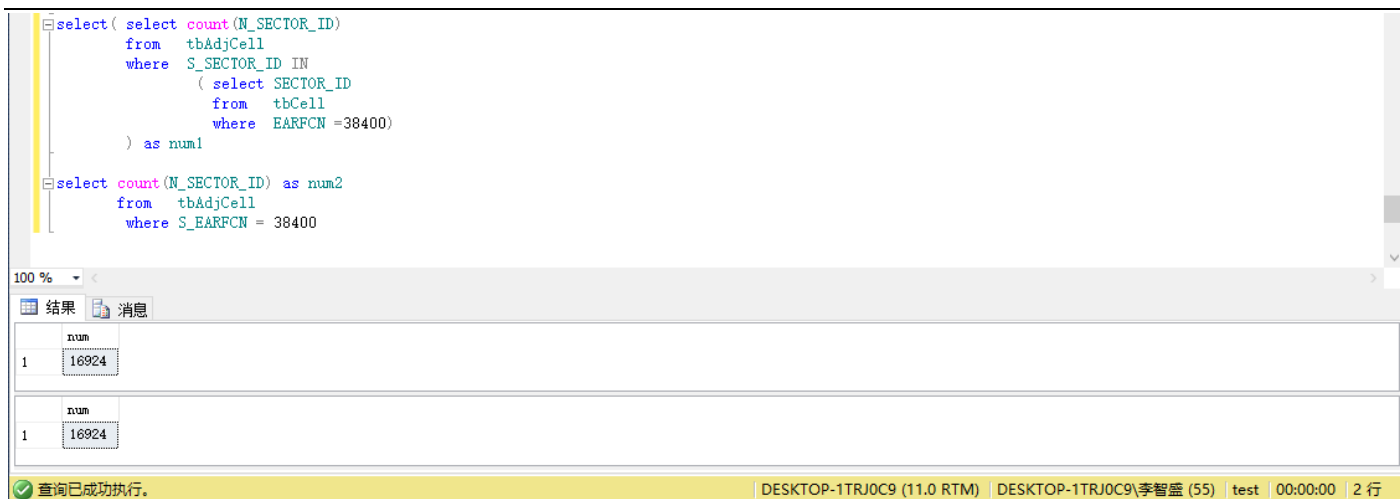 select( select count(N_SECTOR_ID)
from tbAdjCell
where S_SECTOR_ID IN
( select SECTOR_ID
from tbCell
where EARFCN =38400)
) as num1
select count(N_SECTOR_ID) as num2
from tbAdjCell
where S_EARFCN = 38400
100 %
结果 消息
num
1 16924
num
1 16924
查询已成功执行。 DESKTOP-1TRJ0C9 (11.0 RTM) DESKTOP-1TRJ0C9\李智盛 (55) test 00:00:00 2 行